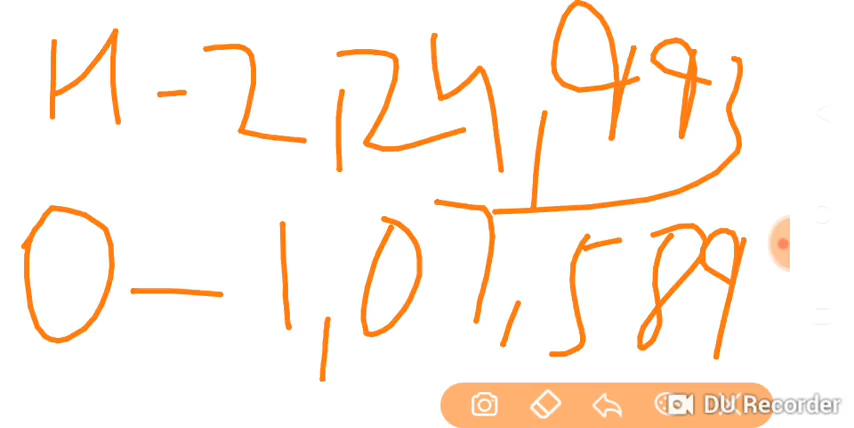 H - 2,24,993
O - 1,07,589
DU Recorder